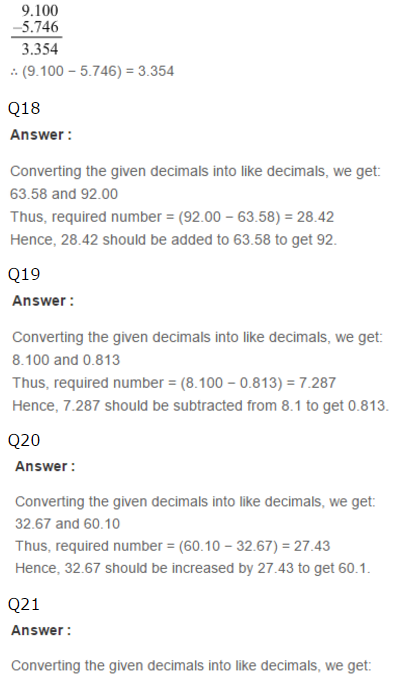 9.100
–5.746
3.354
∴ (9.100 − 5.746) = 3.354
Q18
Answer :
Converting the given decimals into like decimals, we get:
63.58 and 92.00
Thus, required number = (92.00 − 63.58) = 28.42
Hence, 28.42 should be added to 63.58 to get 92.
Q19
Answer :
Converting the given decimals into like decimals, we get:
8.100 and 0.813
Thus, required number = (8.100 − 0.813) = 7.287
Hence, 7.287 should be subtracted from 8.1 to get 0.813.
Q20
Answer :
Converting the given decimals into like decimals, we get:
32.67 and 60.10
Thus, required number = (60.10 − 32.67) = 27.43
Hence, 32.67 should be increased by 27.43 to get 60.1.
Q21
Answer :
Converting the given decimals into like decimals, we get: